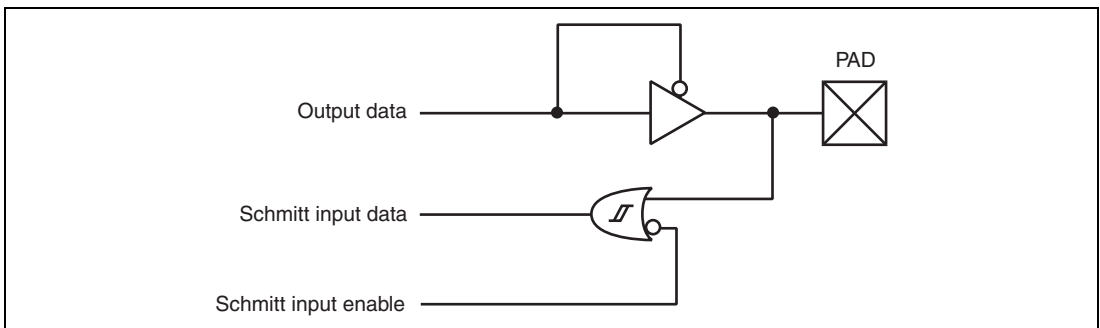 PAD
Output data
Schmitt input data
Schmitt input enable